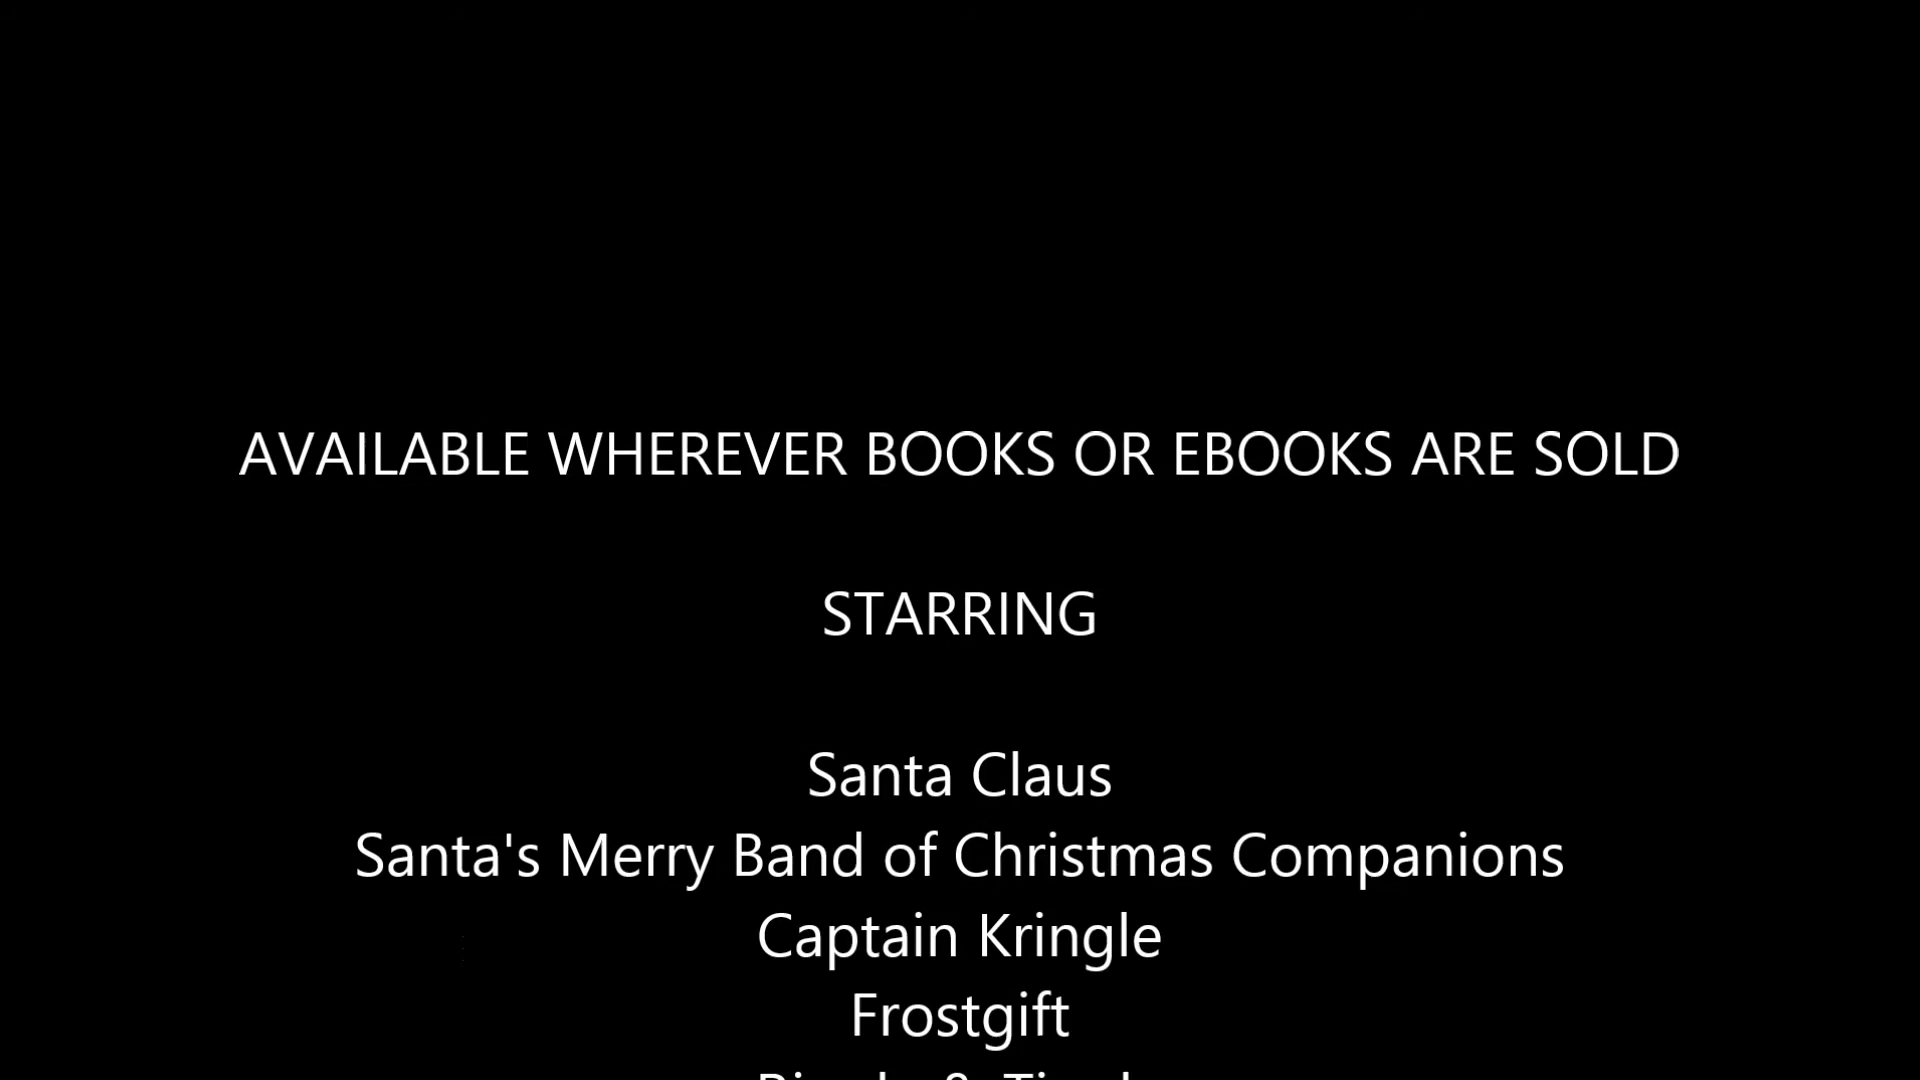 AVAILABLE WHEREVER BOOKS OR EBOOKS ARE SOLD
STARRING
Santa Claus
Santa's Merry Band of Christmas Companions
Captain Kringle
Frostgift
&